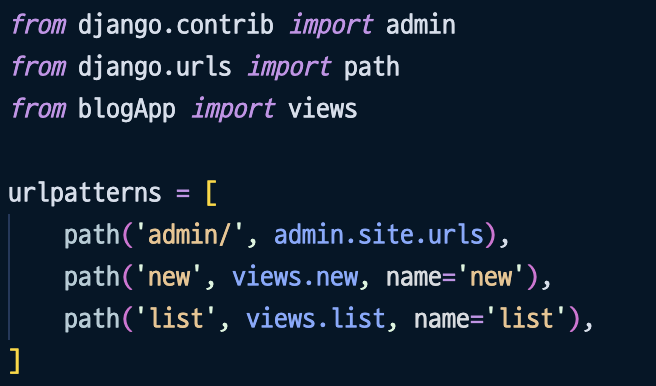 from django.contrib import admin
from django.urls import path
from blogApp import views
urlpatterns = [
    path('admin/', admin.site.urls),
    path('new', views.new, name='new'),
    path('list', views.list, name='list'),
]